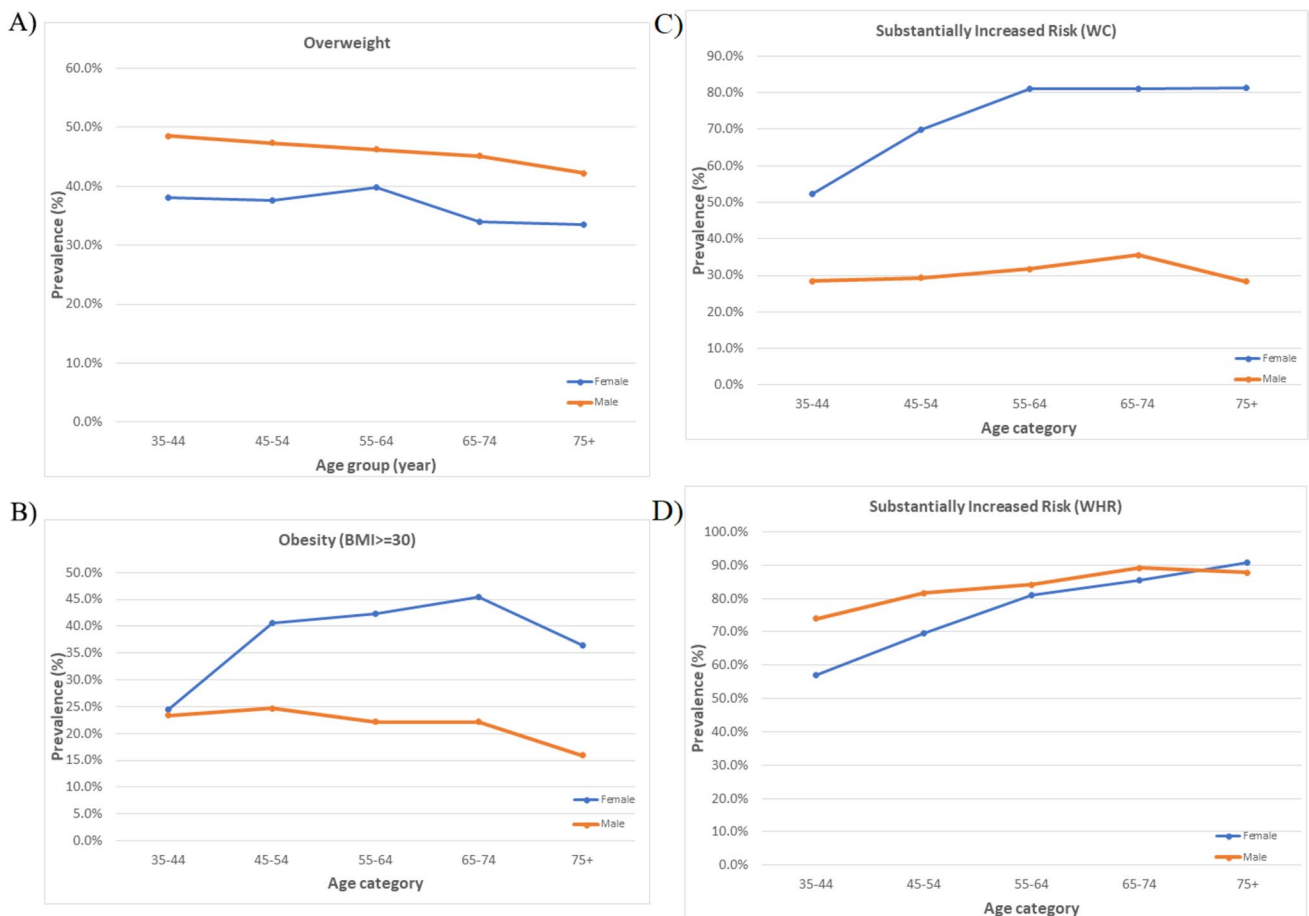 A)
Overweight
60.0%
50.0%
40.0%
30.0%
20.0%
10.0%
0.0%
Prevalence (%)
35-44 45-54 55-64 65-74 75+
Age group (year)
Female
Male
B)
Obesity (BMI>=30)
50.0%
45.0%
40.0%
35.0%
30.0%
25.0%
20.0%
15.0%
10.0%
5.0%
0.0%
Prevalence (%)
35-44 45-54 55-64 65-74 75+
Age category
Female
Male
C)
Substantially Increased Risk (WC)
90.0%
80.0%
70.0%
60.0%
50.0%
40.0%
30.0%
20.0%
10.0%
0.0%
Prevalence (%)
35-44 45-54 55-64 65-74 75+
Age category
Female
Male
D)
Substantially Increased Risk (WHR)
100.0%
90.0%
80.0%
70.0%
60.0%
50.0%
40.0%
30.0%
20.0%
10.0%
0.0%
Prevalence (%)
35-44 45-54 55-64 65-74 75+
Age category
Female
Male